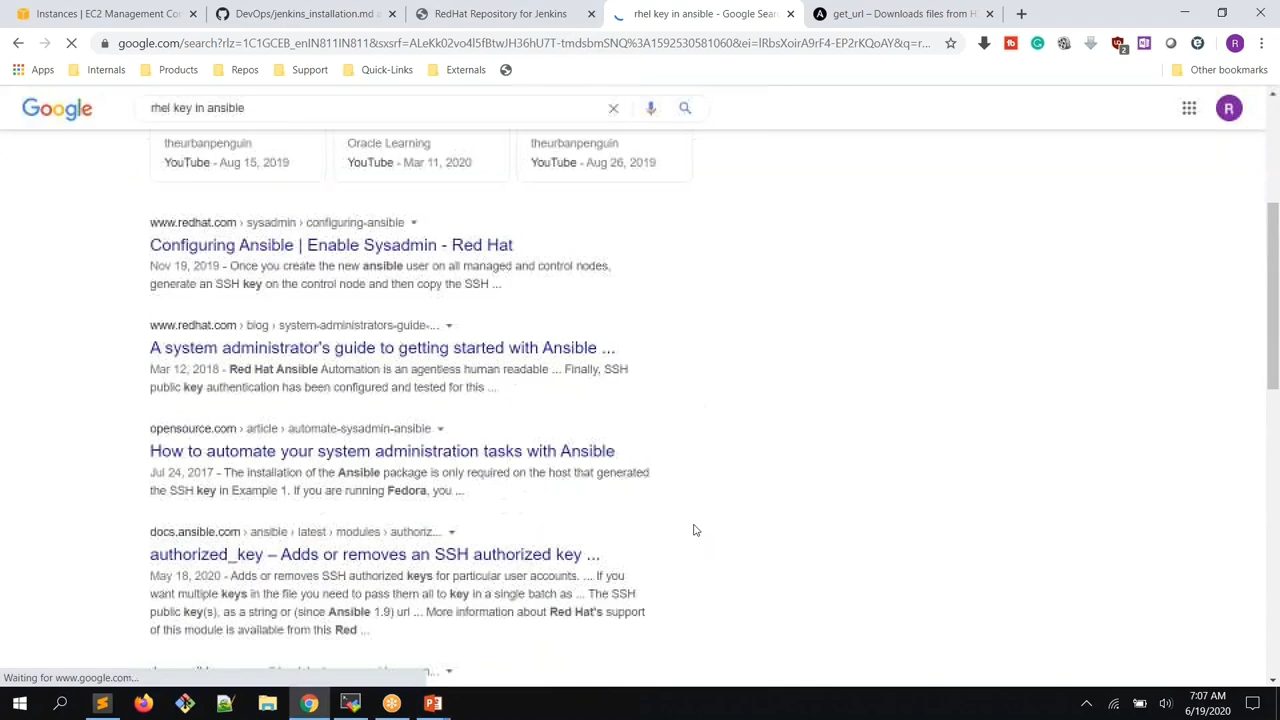 Instances | EC2 Management Con
DevOps/jenkins_installation.md a
RedHat Repository for Jenkins
rhel key in ansible - Google Sear
get_url – Downloads files from H
google.com/search?rlz=1C1GCEB_enIN811IN811&sxsrf=ALeKk02vo4l5fBtwJH36hU7T-tmdsbmSNQ%3A1592530581060&ei=lRbsXoirA9rF4-EP2rKQoAY&q=r...
2
R
Apps
Internals
Products
Repos
Support
Quick-Links
Externals
Other bookmarks
Google
rhel key in ansible
R
theurbanpenguin
YouTube - Aug 15, 2019
Oracle Learning
YouTube - Mar 11, 2020
theurbanpenguin
YouTube - Aug 26, 2019
www.redhat.com › sysadmin › configuring-ansible
Configuring Ansible | Enable Sysadmin - Red Hat
Nov 19, 2019 - Once you create the new ansible user on all managed and control nodes,
generate an SSH key on the control node and then copy the SSH ...
www.redhat.com › blog › system-administrators-guide-...
A system administrator's guide to getting started with Ansible ...
Mar 12, 2018 - Red Hat Ansible Automation is an agentless human readable ... Finally, SSH
public key authentication has been configured and tested for this ....
opensource.com › article › automate-sysadmin-ansible
How to automate your system administration tasks with Ansible
Jul 24, 2017 - The installation of the Ansible package is only required on the host that generated
the SSH key in Example 1. If you are running Fedora, you ...
docs.ansible.com › ansible › latest › modules › authoriz...
authorized_key – Adds or removes an SSH authorized key ...
May 18, 2020 - Adds or removes SSH authorized keys for particular user accounts. ... If you
want multiple keys in the file you need to pass them all to key in a single batch as ... The SSH
public key(s), as a string or (since Ansible 1.9) url ... More information about Red Hat's support
of this module is available from this Red ...
Waiting for www.google.com...
7:07 AM
6/19/2020